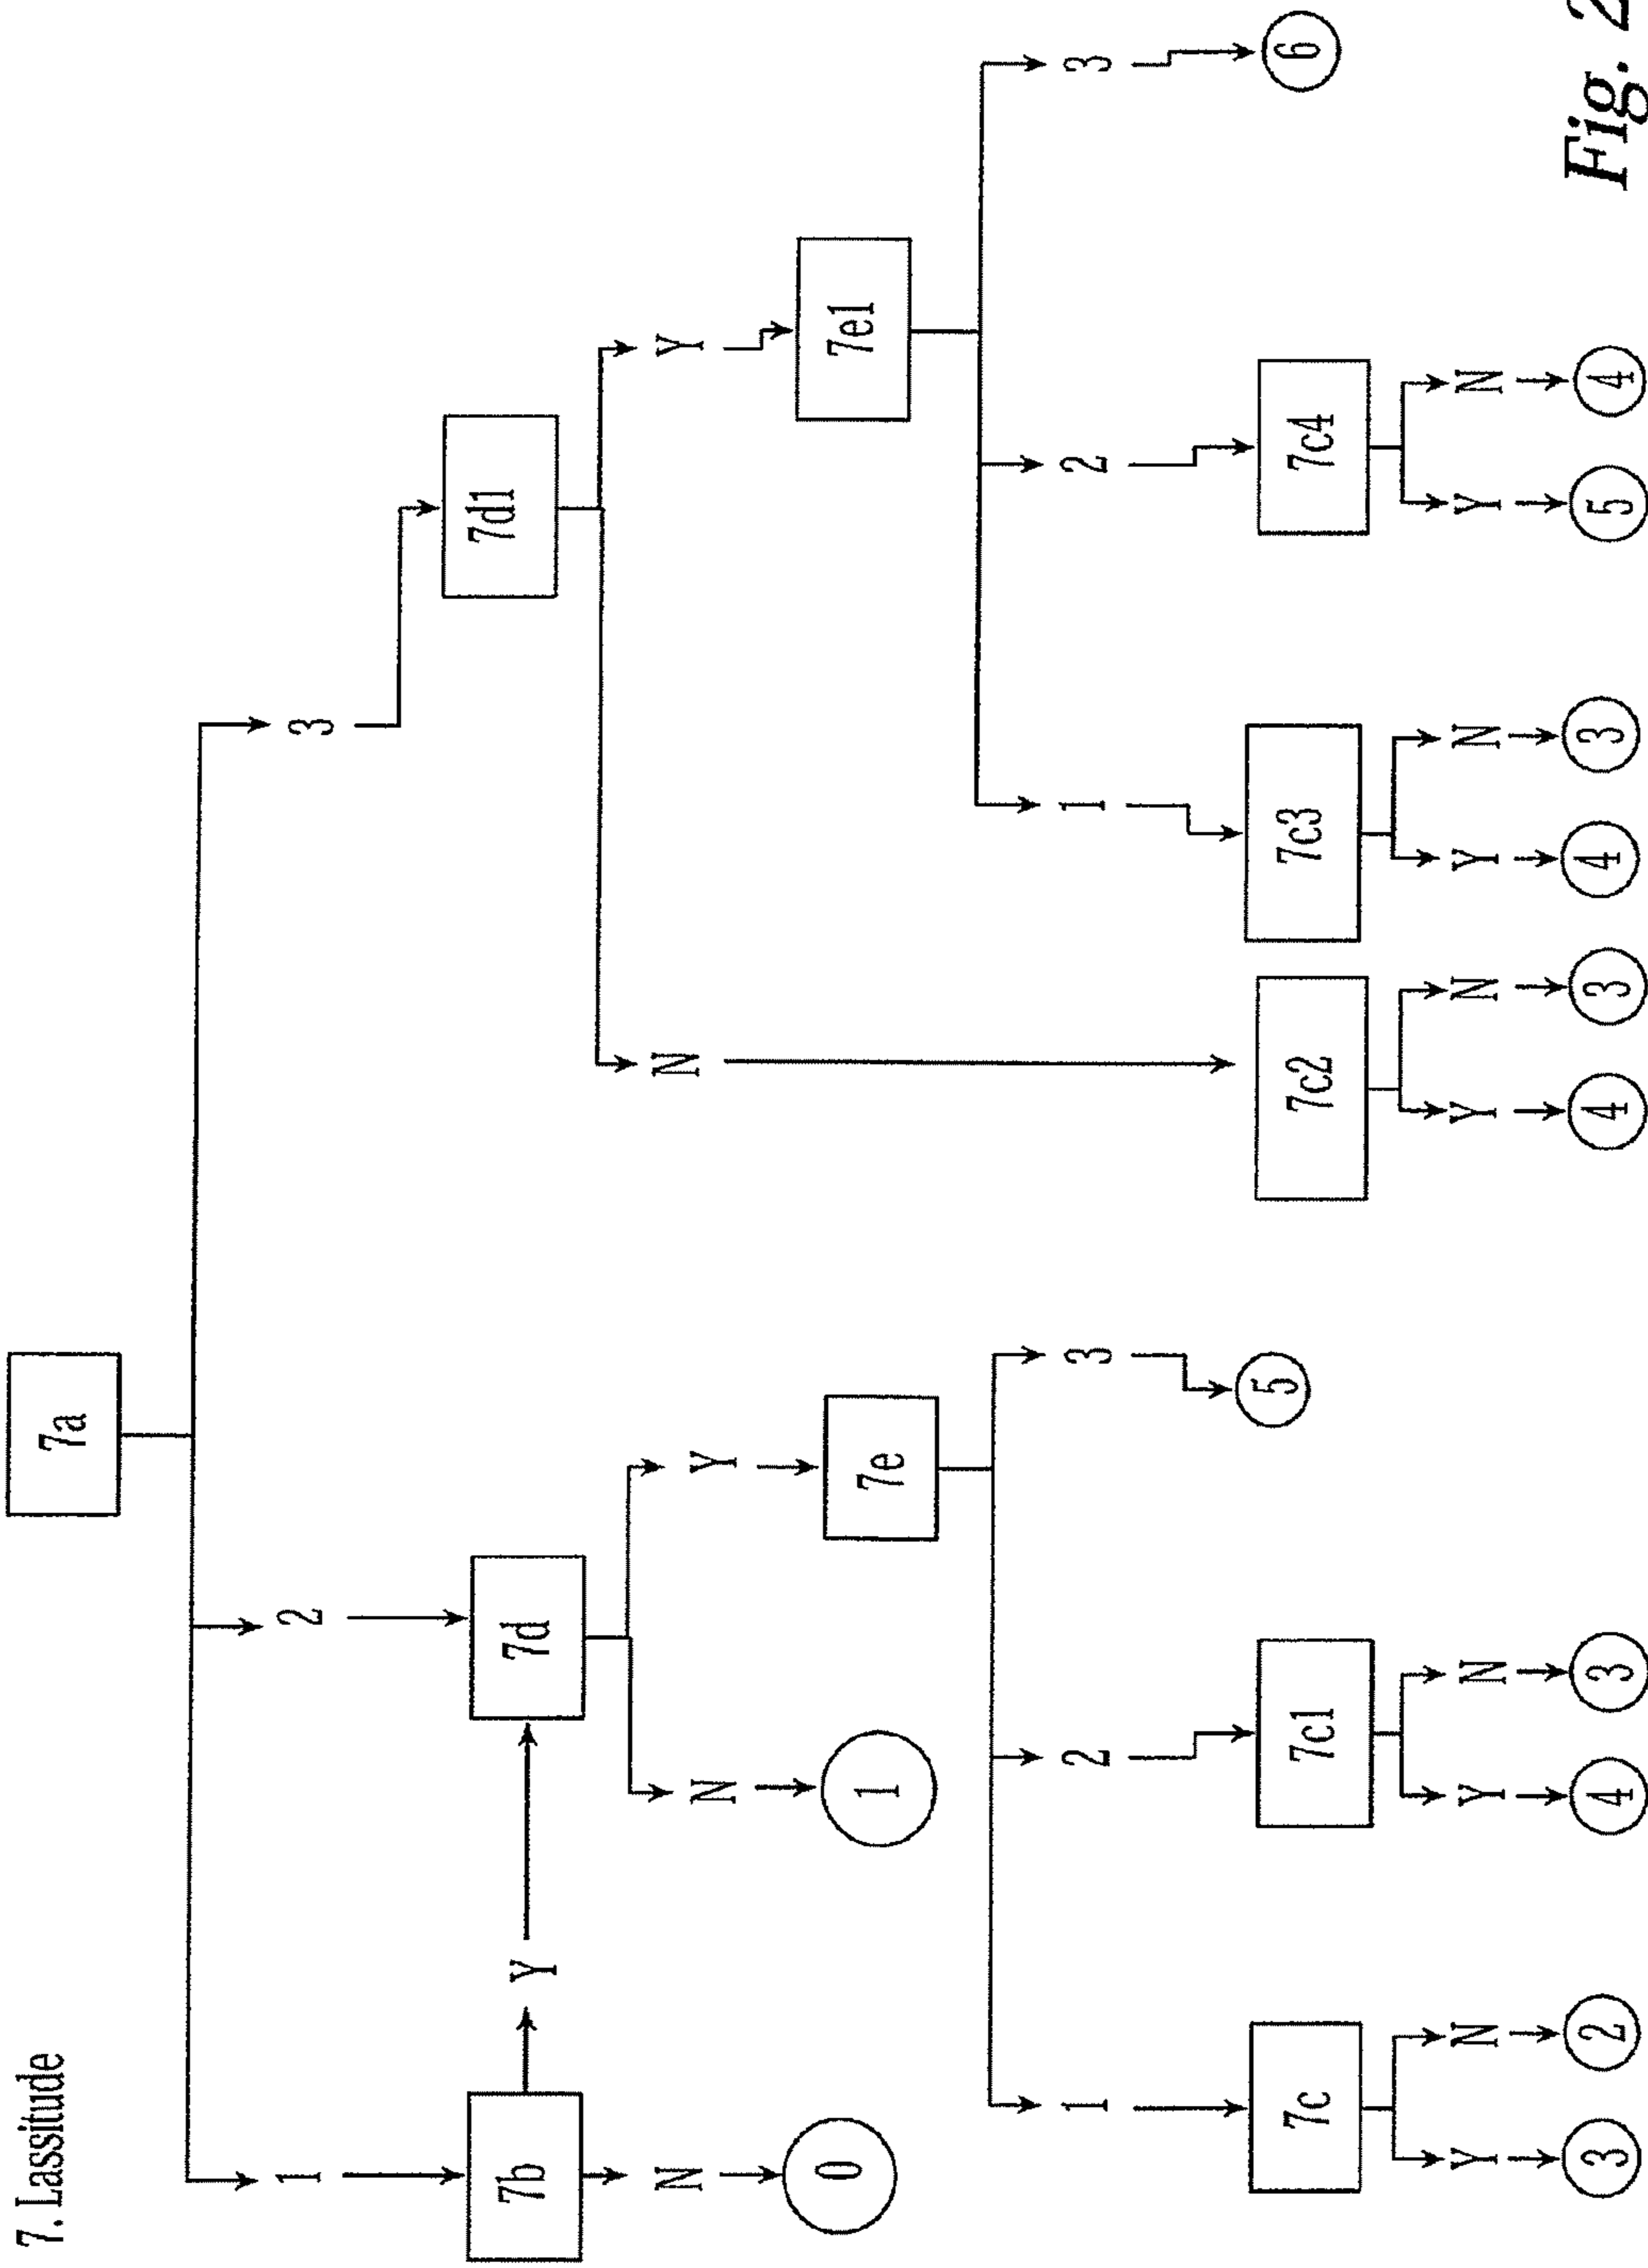 7. Lassitude
7a
1 2 3
7b Y 7d 7d1
N N Y N Y
0 1 7e 7e1
1 2 3 1 2 3
7c 7c1 5 7c2 7c3 7c4 6
Y N Y N Y N Y N Y N
3 2 4 3 4 3 4 3 5 4
Fig. 2